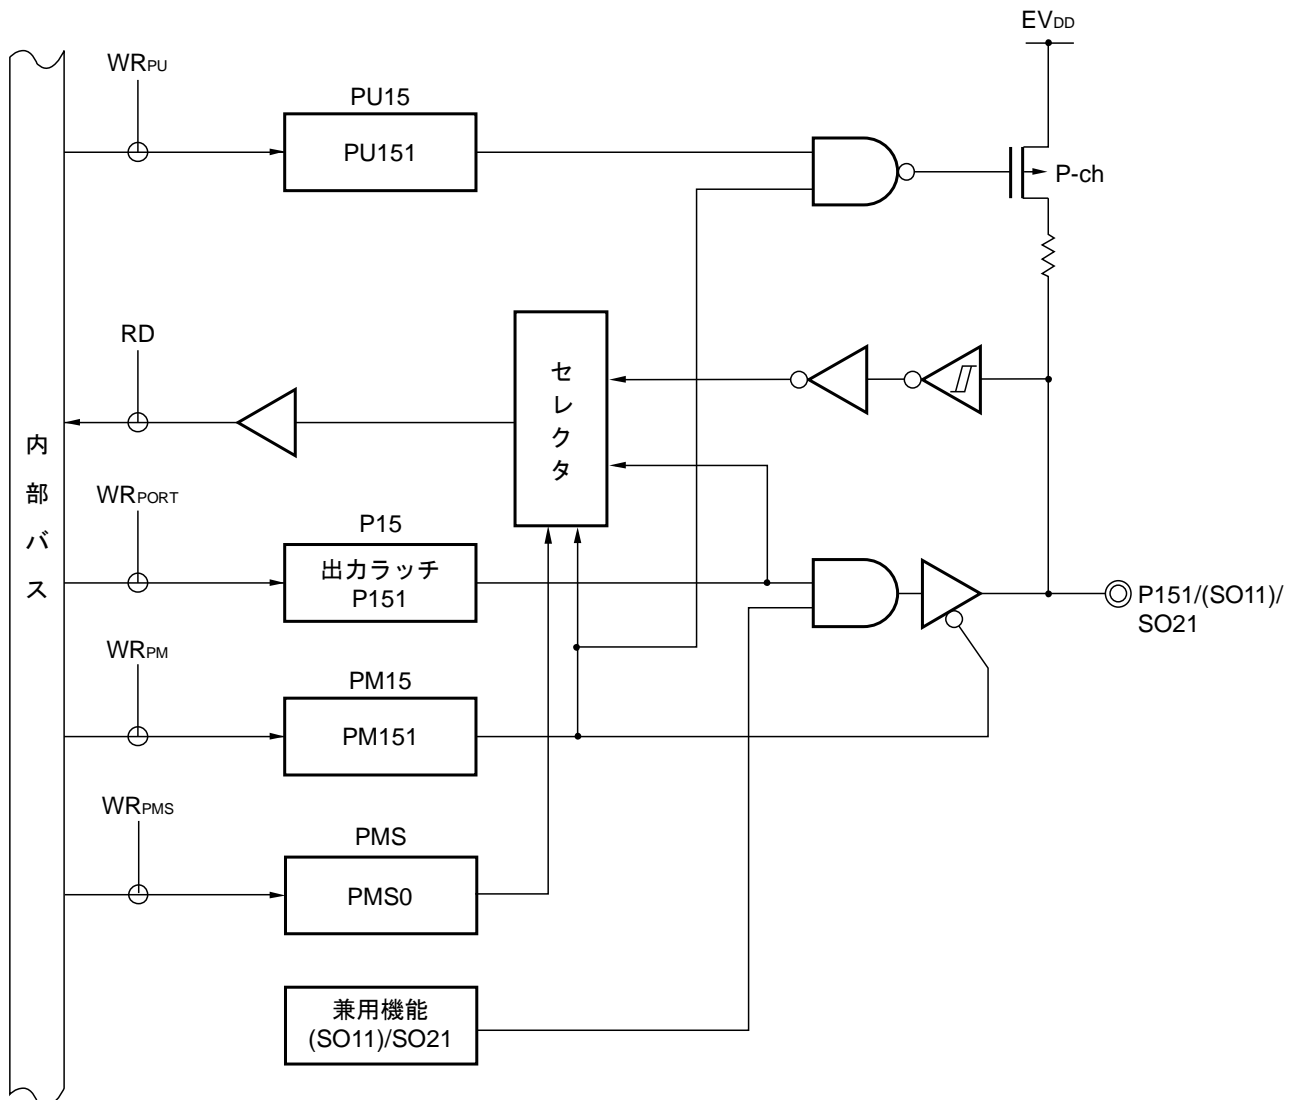 EVDD
WRPU
PU15
PU151
P-ch
RD
セレクタ
内部バス
WRPORT
P15
出力ラッチ
P151
P151/(SO11)/
SO21
WRPM
PM15
PM151
WRPMS
PMS
PMS0
兼用機能
(SO11)/SO21